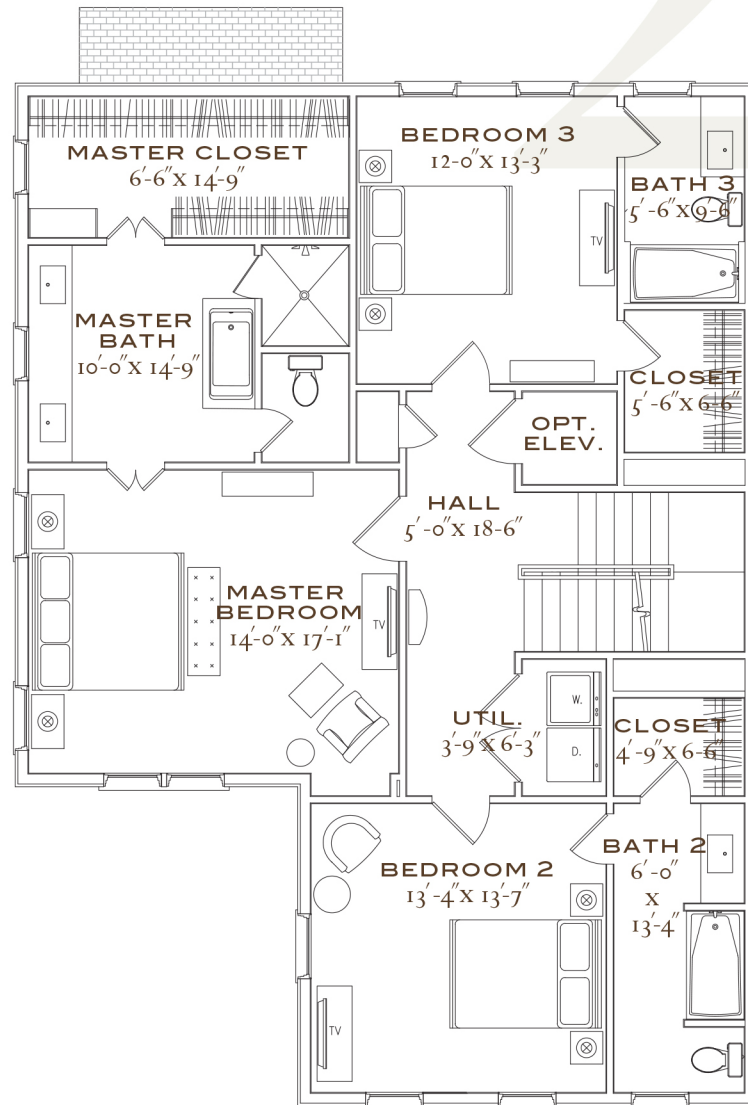 MASTER CLOSET
6'-6"X 14'-9"
BEDROOM 3
12-0"X 13'-3"
BATH 3
5'-6"X 9'-6"
TV
MASTER
BATH
10'-0"X 14'-9"
CLOSET
5'-6"X 6-6"
OPT.
ELEV.
HALL
5'-0"X 18-6"
MASTER
BEDROOM
14'-0"X 17'-1"
TV
UTIL.
3'-9"X 6'-3"
W.
D.
CLOSET
4'-9"X 6-6"
BEDROOM 2
13'-4"X 13'-7"
BATH 2
6'-0"
X
13'-4"
TV